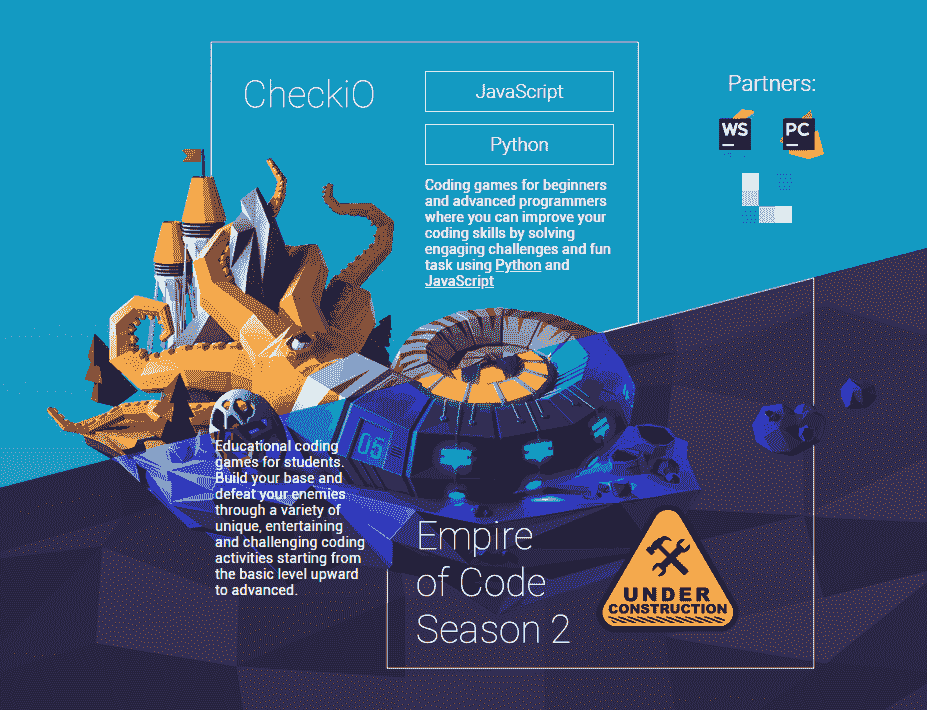 CheckiO
JavaScript
Python
Coding games for beginners
and advanced programmers
where you can improve your
coding skills by solving
engaging challenges and fun
task using Python and
JavaScript
Partners:
WS
PC
05
Educational coding
games for students.
Build your base and
defeat your enemies
through a variety of
unique, entertaining
and challenging coding
activities starting from
the basic level upward
to advanced.
Empire
of Code
Season 2
UNDER
CONSTRUCTION